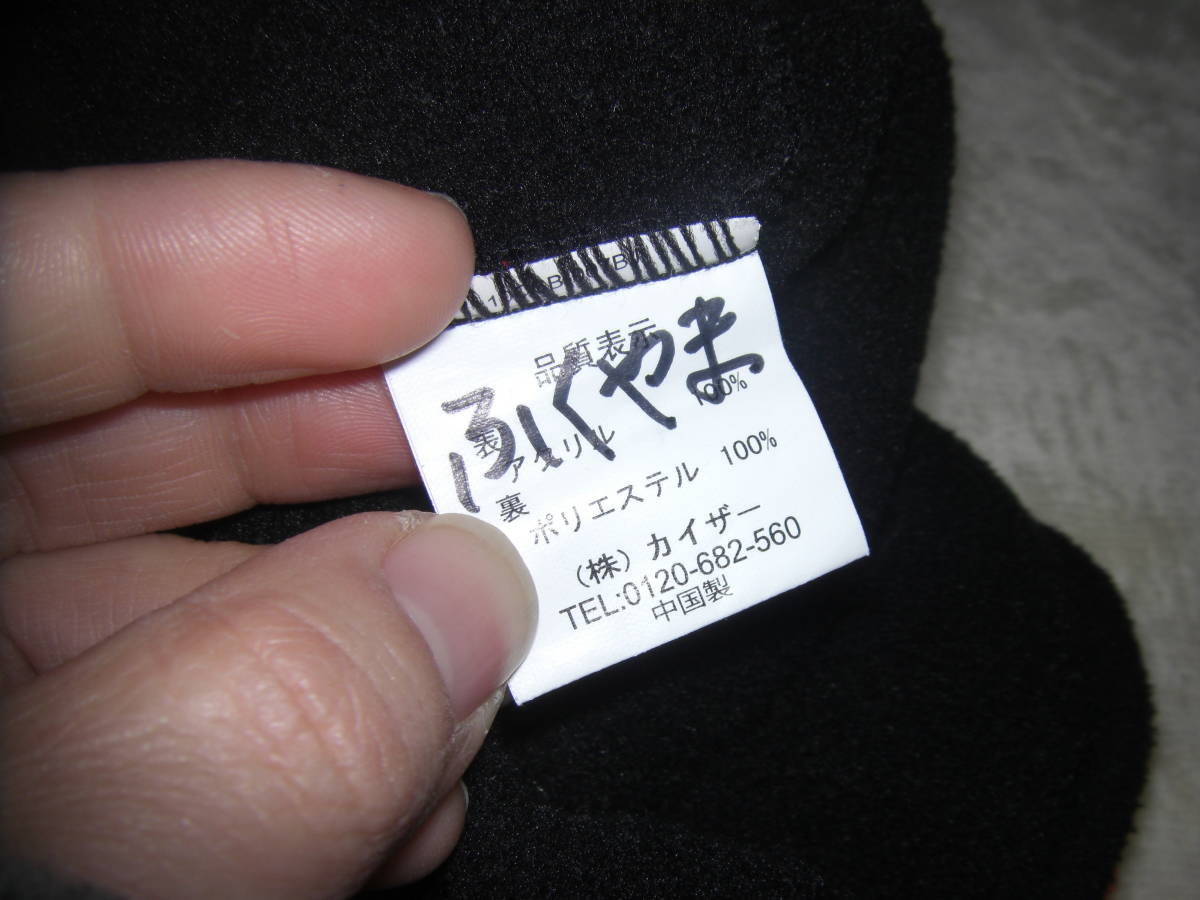 品質表示
ふくやま
表
アクリル 100%
裏
ポリエステル 100%
(株) カイザー
TEL:0120-682-560
中国製